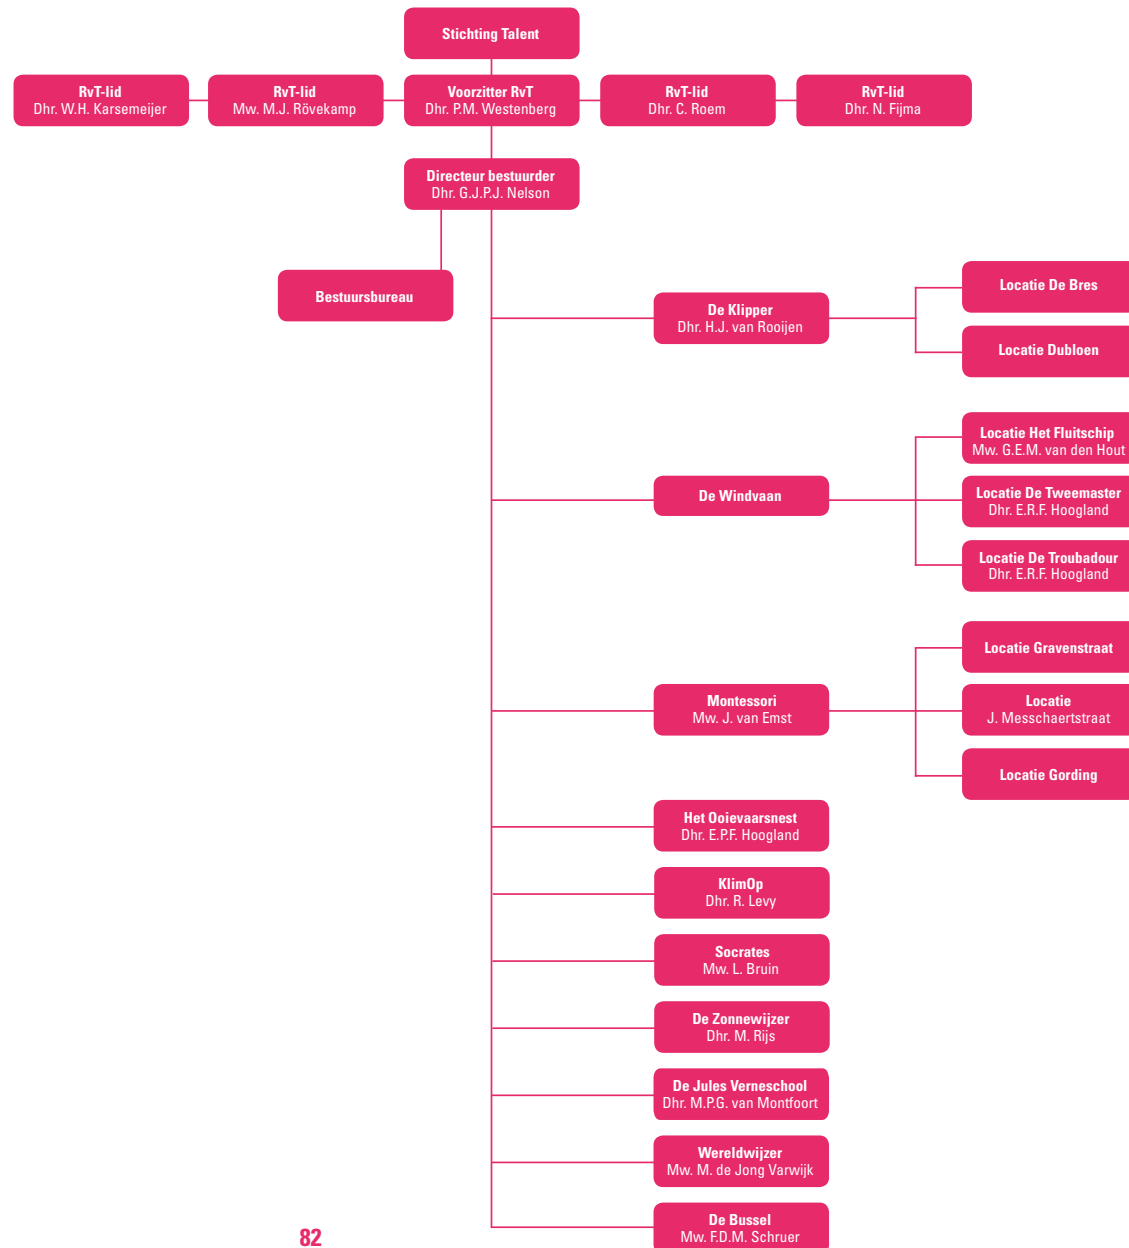 Stichting Talent
RvT-lid
Dhr. W.H. Karsemeijer
RvT-lid
Mw. M.J. Rövekamp
Voorzitter RvT
Dhr. P.M. Westenberg
RvT-lid
Dhr. C. Roem
RvT-lid
Dhr. N. Fijma
Directeur bestuurder
Dhr. G.J.P.J. Nelson
Bestuursbureau
De Klipper
Dhr. H.J. van Rooijen
Locatie De Bres
Locatie Dubloen
De Windvaan
Locatie Het Fluitschip
Mw. G.E.M. van den Hout
Locatie De Tweemaster
Dhr. E.R.F. Hoogland
Locatie De Troubadour
Dhr. E.R.F. Hoogland
Montessori
Mw. J. van Emst
Locatie Gravenstraat
Locatie
J. Messchaertstraat
Locatie Gording
Het Ooievaarsnest
Dhr. E.P.F. Hoogland
KlimOp
Dhr. R. Levy
Socrates
Mw. L. Bruin
De Zonnewijzer
Dhr. M. Rijs
De Jules Verneschool
Dhr. M.P.G. van Montfoort
Wereldwijzer
Mw. M. de Jong Varwijk
De Bussel
Mw. F.D.M. Schruer
82